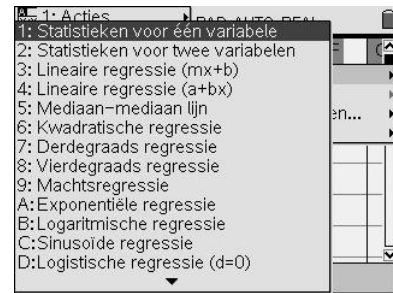 1: Acties RAD AUTO REAL
1: Statistieken voor één variabele
2: Statistieken voor twee variabelen
3: Lineaire regressie (mx+b)
4: Lineaire regressie (a+bx)
5: Mediaan-mediaan lijn
en...
6: Kwadratische regressie
7: Derdegraads regressie
8: Vierdegraads regressie
9: Machtsregressie
A:Exponentiële regressie
B:Logaritmische regressie
C:Sinusoïde regressie
D:Logistische regressie (d=0)